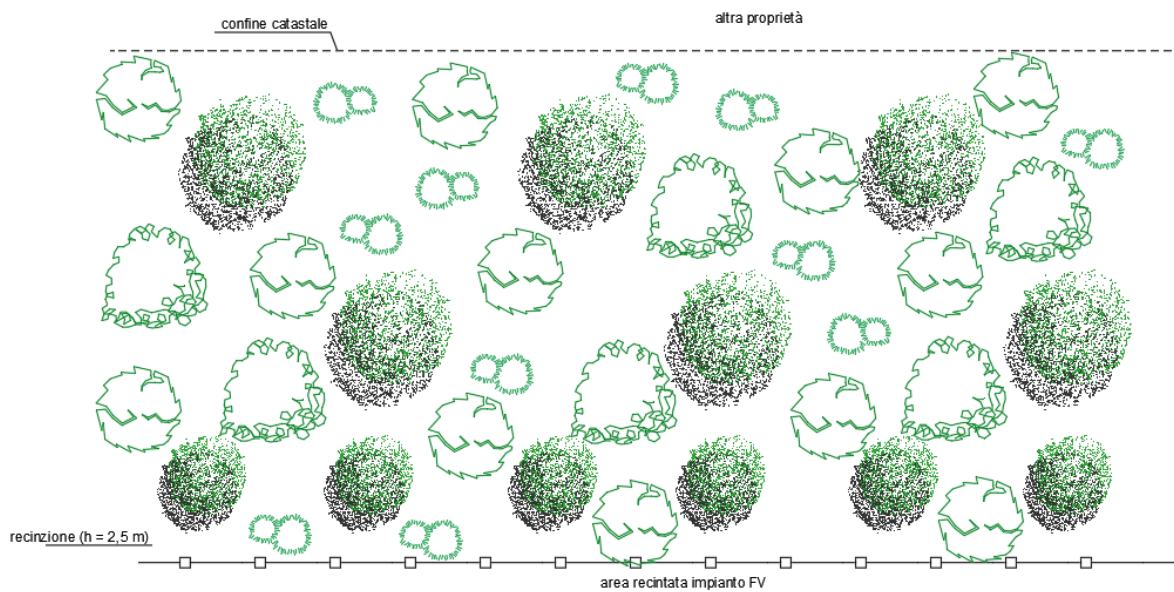 altra proprietà
confine catastale
recinzione (h = 2,5 m)
area recintata impianto FV